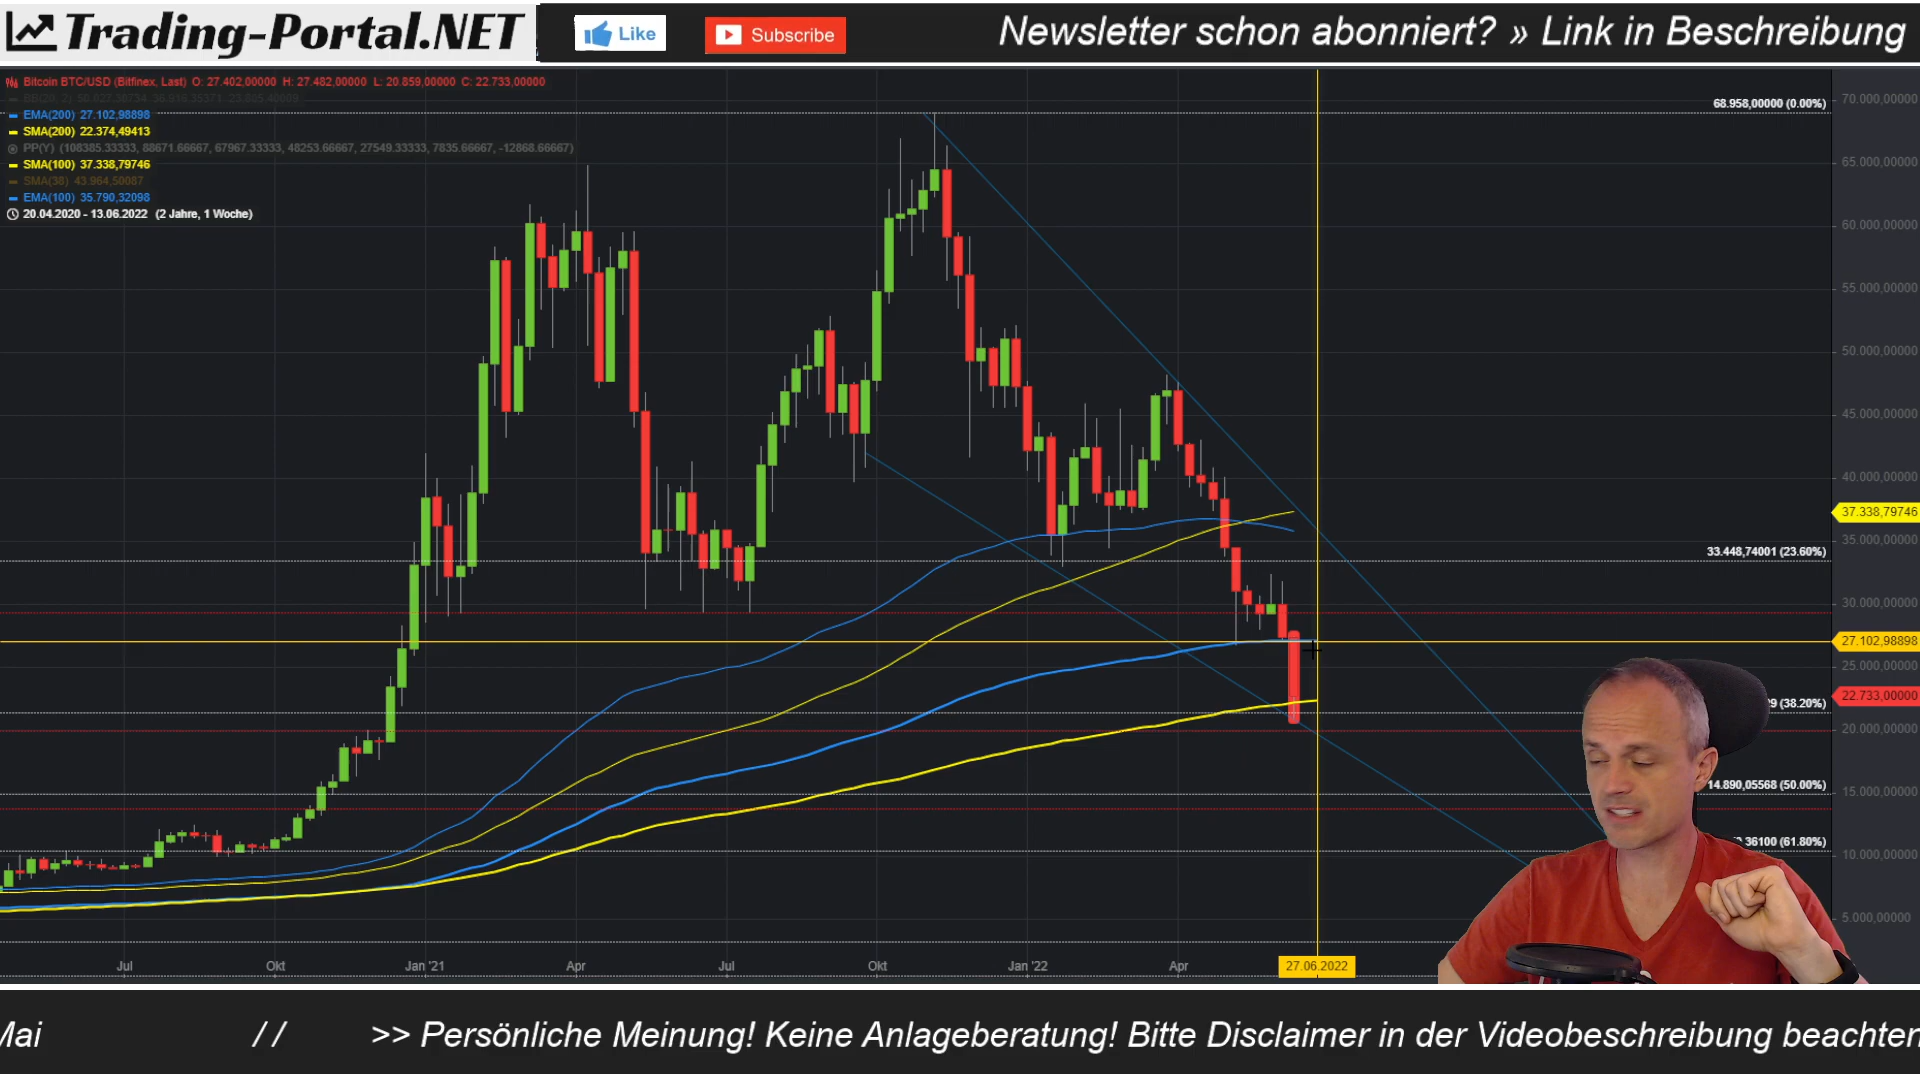 Trading-Portal.NET
Like
Subscribe
Newsletter schon abonniert? » Link in Beschreibung
Bitcoin BTC/USD (Bitfinex, Last) O: 27.402,00000 H: 27.482,00000 L: 20.859,00000 C: 22.733,00000
EMA(200) 27.102,98898
SMA(200) 22.374,49413
PP(Y) (108385.33333, 88671.66667, 67967.33333, 48253.66667, 27549.33333, 7835.66667, -12868.66667)
SMA(100) 37.338,79746
SMA(38) 43.964,50087
EMA(100) 35.790,32098
20.04.2020 - 13.06.2022 (2 Jahre, 1 Woche)
68.958,00000 (0.00%)
33.448,74001 (23.60%)
29 (38.20%)
14.890,05568 (50.00%)
36100 (61.80%)
70.000,00000
65.000,00000
60.000,00000
55.000,00000
50.000,00000
45.000,00000
40.000,00000
37.338,79746
35.000,00000
30.000,00000
27.102,98898
25.000,00000
22.733,00000
20.000,00000
15.000,00000
10.000,00000
5.000,00000
Jul
Okt
Jan '21
Apr
Jul
Okt
Jan '22
Apr
27.06.2022
Mai // >> Persönliche Meinung! Keine Anlageberatung! Bitte Disclaimer in der Videobeschreibung beachten